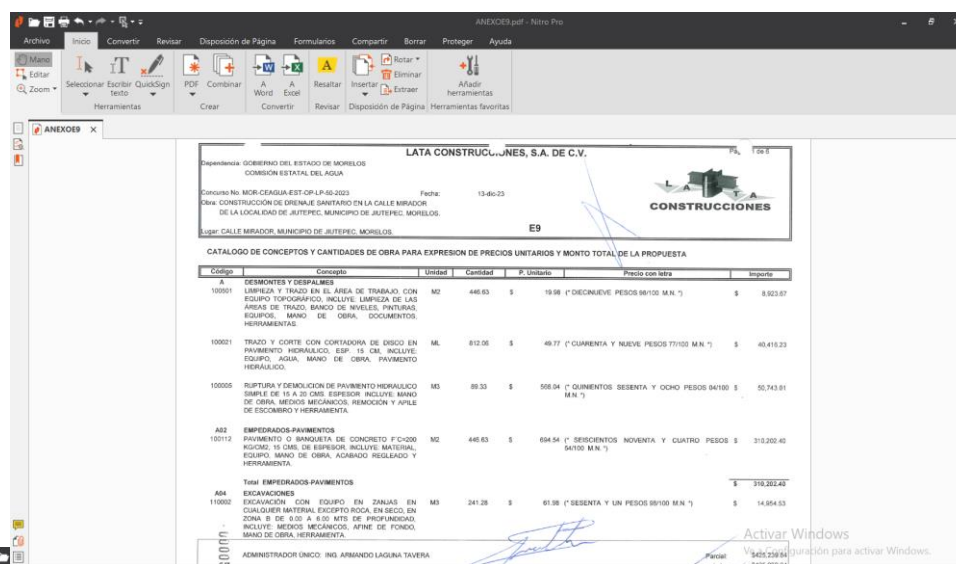 ANEXOE9.pdf - Nitro Pro
Archivo Inicio Convertir Revisar Disposición de Página Formularios Compartir Borrar Proteger Ayuda
Mano
Editar
Zoom
Seleccionar Escribir texto QuickSign
PDF Combinar
A Word A Excel
Resaltar
Insertar
Rotar
Eliminar
Extraer
Añadir herramientas
Herramientas Crear Convertir Revisar Disposición de Página Herramientas favoritas
ANEXOE9 X
LATA CONSTRUCCIONES, S.A. DE C.V.
1 de 6
Dependencia: GOBIERNO DEL ESTADO DE MORELOS
COMISIÓN ESTATAL DEL AGUA
LATA
CONSTRUCCIONES
Concurso No. MOR-CEAGUA-EST-OP-LP-50-2023 Fecha: 13-dic-23
Obra: CONSTRUCCIÓN DE DRENAJE SANITARIO EN LA CALLE MIRADOR
DE LA LOCALIDAD DE JIUTEPEC, MUNICIPIO DE JIUTEPEC, MORELOS.
Lugar: CALLE MIRADOR, MUNICIPIO DE JIUTEPEC, MORELOS.
E9
CATALOGO DE CONCEPTOS Y CANTIDADES DE OBRA PARA EXPRESION DE PRECIOS UNITARIOS Y MONTO TOTAL DE LA PROPUESTA
Código Concepto Unidad Cantidad P. Unitario Precio con letra Importe
A DESMONTES Y DESPALMES
100501 LIMPIEZA Y TRAZO EN EL ÁREA DE TRABAJO, CON M2 446.63 $ 19.98 (* DIECINUEVE PESOS 98/100 M.N. *) $ 8,923.67
EQUIPO TOPOGRÁFICO, INCLUYE: LIMPIEZA DE LAS
ÁREAS DE TRAZO, BANCO DE NIVELES, PINTURAS,
EQUIPOS, MANO DE OBRA, DOCUMENTOS,
HERRAMIENTAS.
100021 TRAZO Y CORTE CON CORTADORA DE DISCO EN ML 812.06 $ 49.77 (* CUARENTA Y NUEVE PESOS 77/100 M.N. *) $ 40,416.23
PAVIMENTO HIDRÁULICO, ESP. 15 CM, INCLUYE:
EQUIPO, AGUA, MANO DE OBRA, PAVIMENTO
HIDRÁULICO.
100005 RUPTURA Y DEMOLICION DE PAVIMENTO HIDRAULICO M3 89.33 $ 568.04 (* QUINIENTOS SESENTA Y OCHO PESOS 04/100 $ 50,743.01
SIMPLE DE 15 A 20 CMS. ESPESOR INCLUYE: MANO M.N. *)
DE OBRA, MEDIOS MECÁNICOS, REMOCIÓN Y APILE
DE ESCOMBRO Y HERRAMIENTA.
A02 EMPEDRADOS-PAVIMENTOS
100112 PAVIMENTO O BANQUETA DE CONCRETO F'C=200 M2 446.63 $ 694.54 (* SEISCIENTOS NOVENTA Y CUATRO PESOS $ 310,202.40
KG/CM2, 15 CMS, DE ESPESOR, INCLUYE: MATERIAL, 54/100 M.N. *)
EQUIPO, MANO DE OBRA, ACABADO REGLEADO Y
HERRAMIENTA.
Total EMPEDRADOS-PAVIMENTOS $ 310,202.40
A04 EXCAVACIONES
110002 EXCAVACIÓN CON EQUIPO EN ZANJAS EN M3 241.28 $ 61.98 (* SESENTA Y UN PESOS 98/100 M.N. *) $ 14,954.53
CUALQUIER MATERIAL EXCEPTO ROCA, EN SECO, EN
ZONA B DE 0.00 A 6.00 MTS DE PROFUNDIDAD,
INCLUYE: MEDIOS MECÁNICOS, AFINE DE FONDO,
MANO DE OBRA, HERRAMIENTA.
ADMINISTRADOR ÚNICO: ING. ARMANDO LAGUNA TAVERA
Parcial:
Activar Windows
Ve a Configuración para activar Windows.